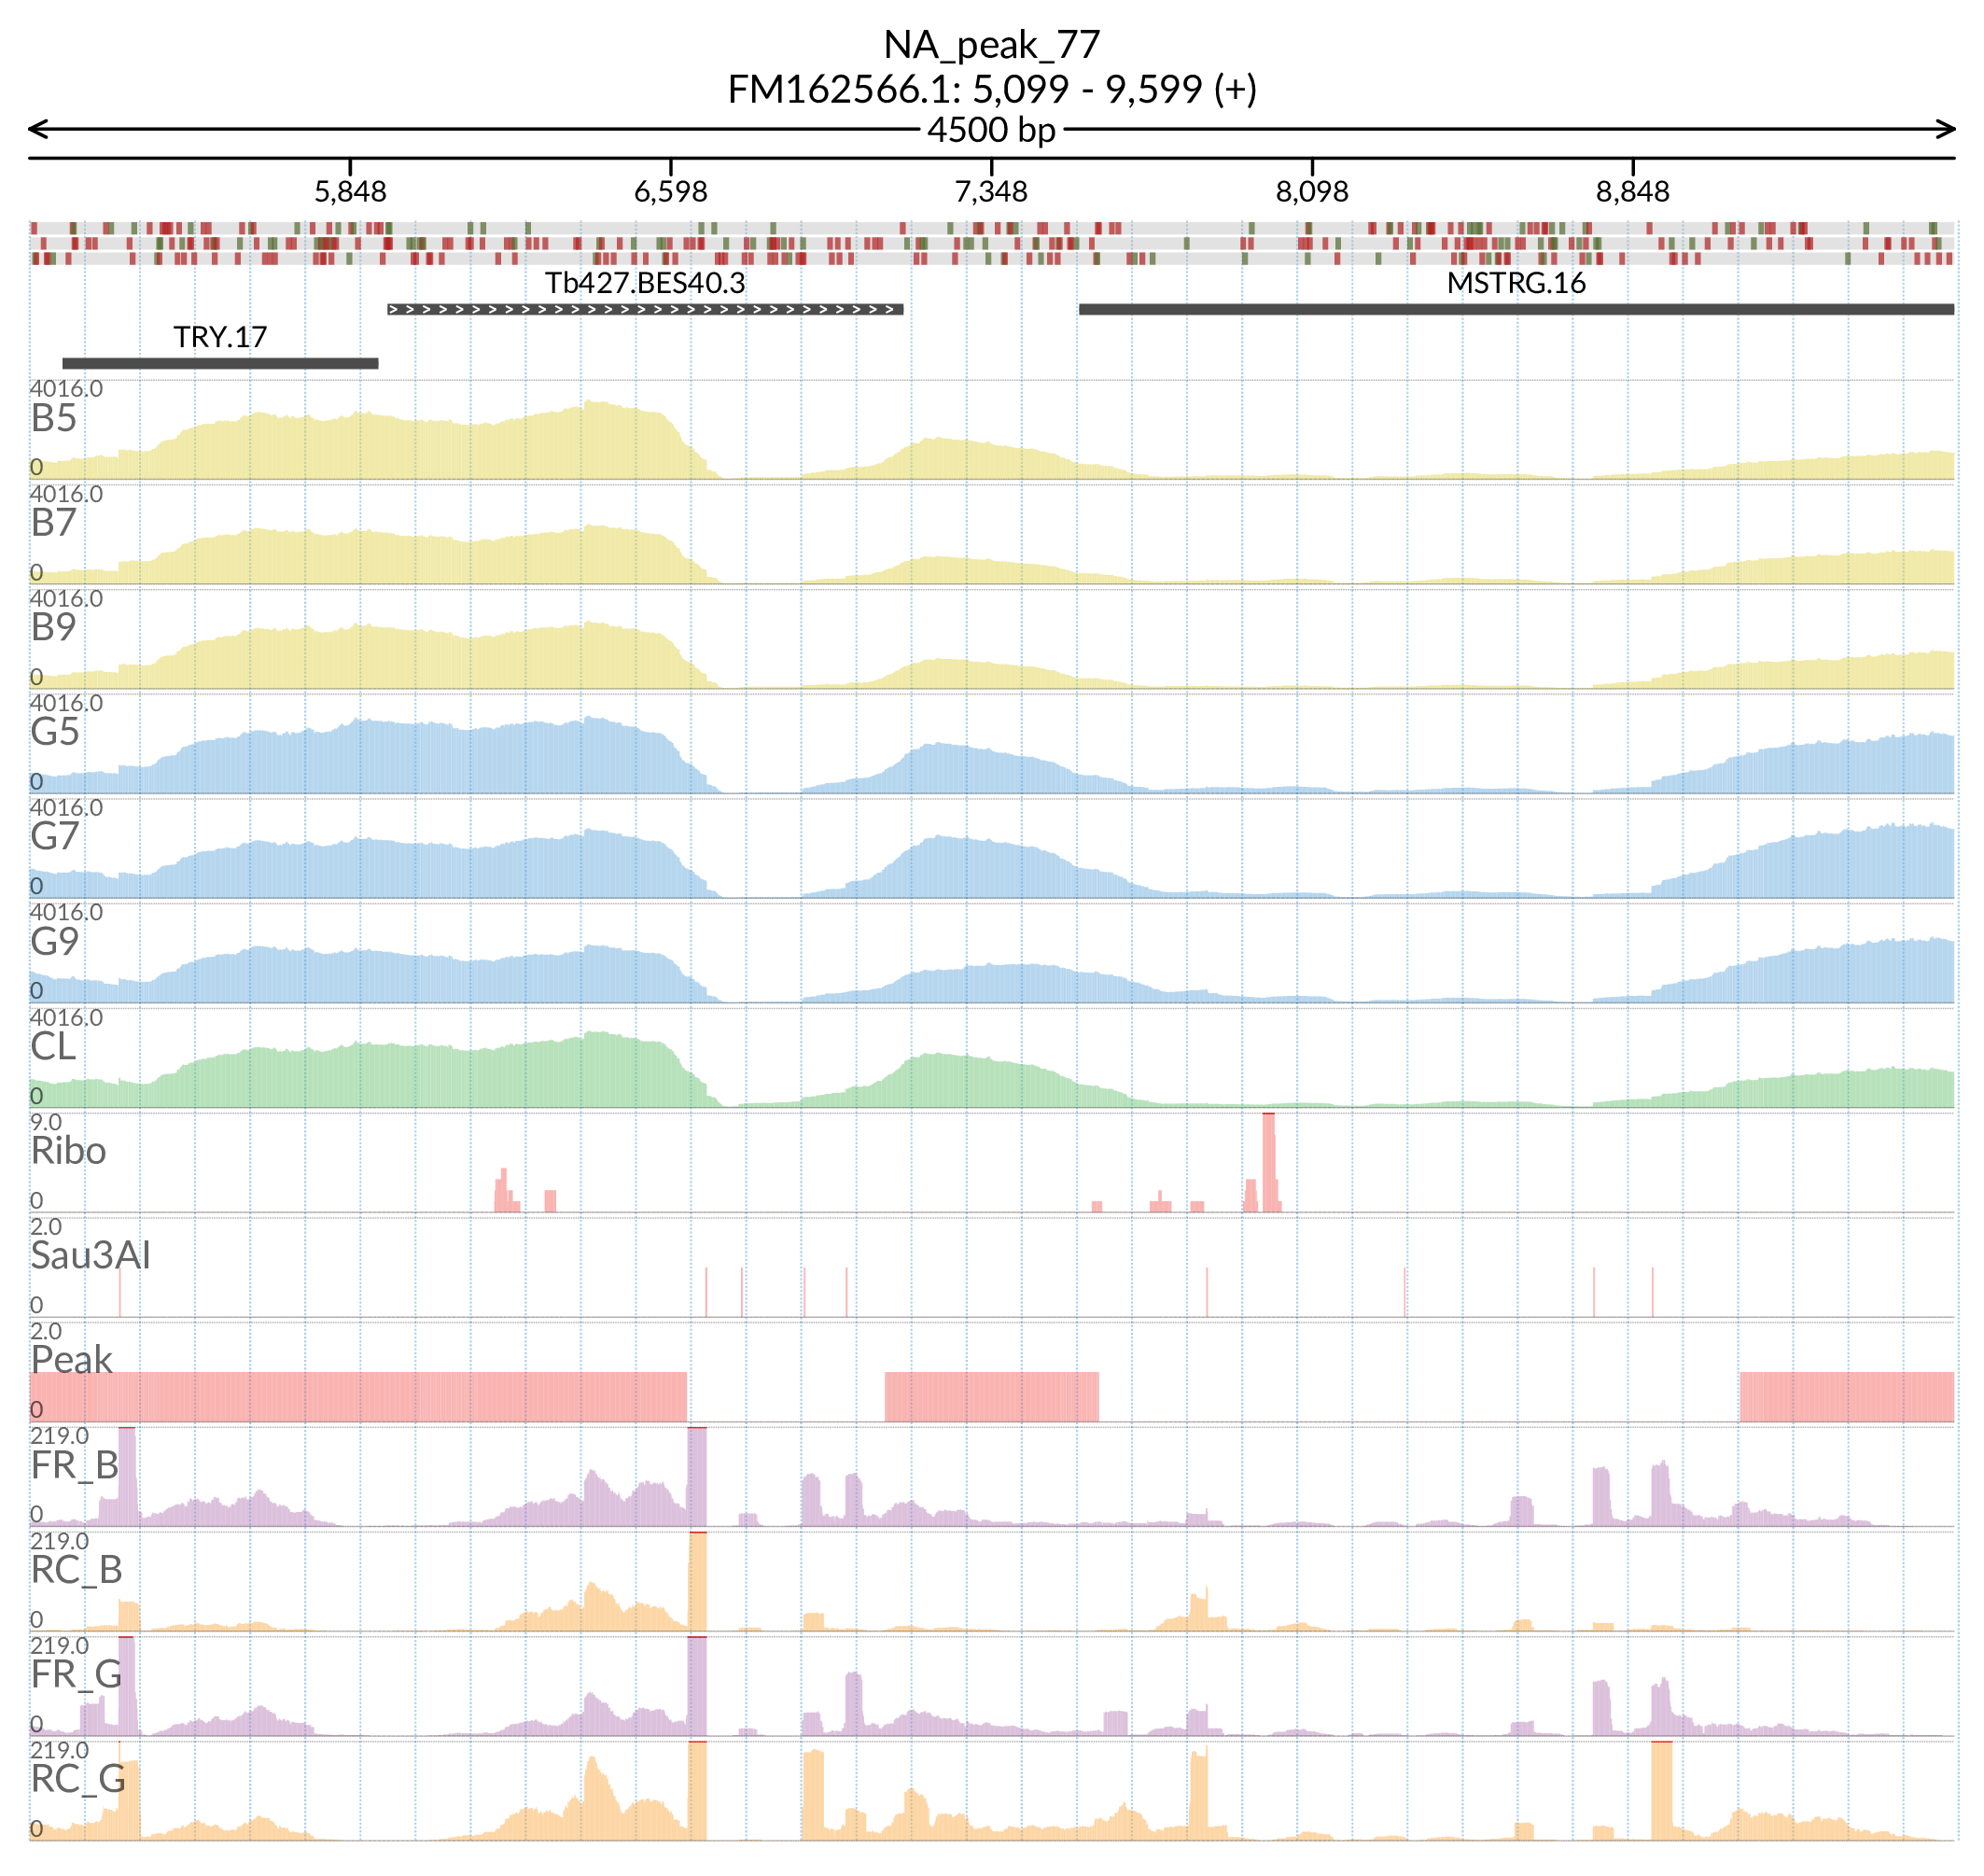 NA_peak_77
FM162566.1: 5,099 - 9,599 (+)
4500 bp
5,848 6,598 7,348 8,098 8,848
Tb427.BES40.3 MSTRG.16
TRY.17
4016.0
B5
0
4016.0
B7
0
4016.0
B9
0
4016.0
G5
0
4016.0
G7
0
4016.0
G9
0
4016.0
CL
0
9.0
Ribo
0
2.0
Sau3AI
0
2.0
Peak
0
219.0
FR_B
0
219.0
RC_B
0
219.0
FR_G
0
219.0
RC_G
0